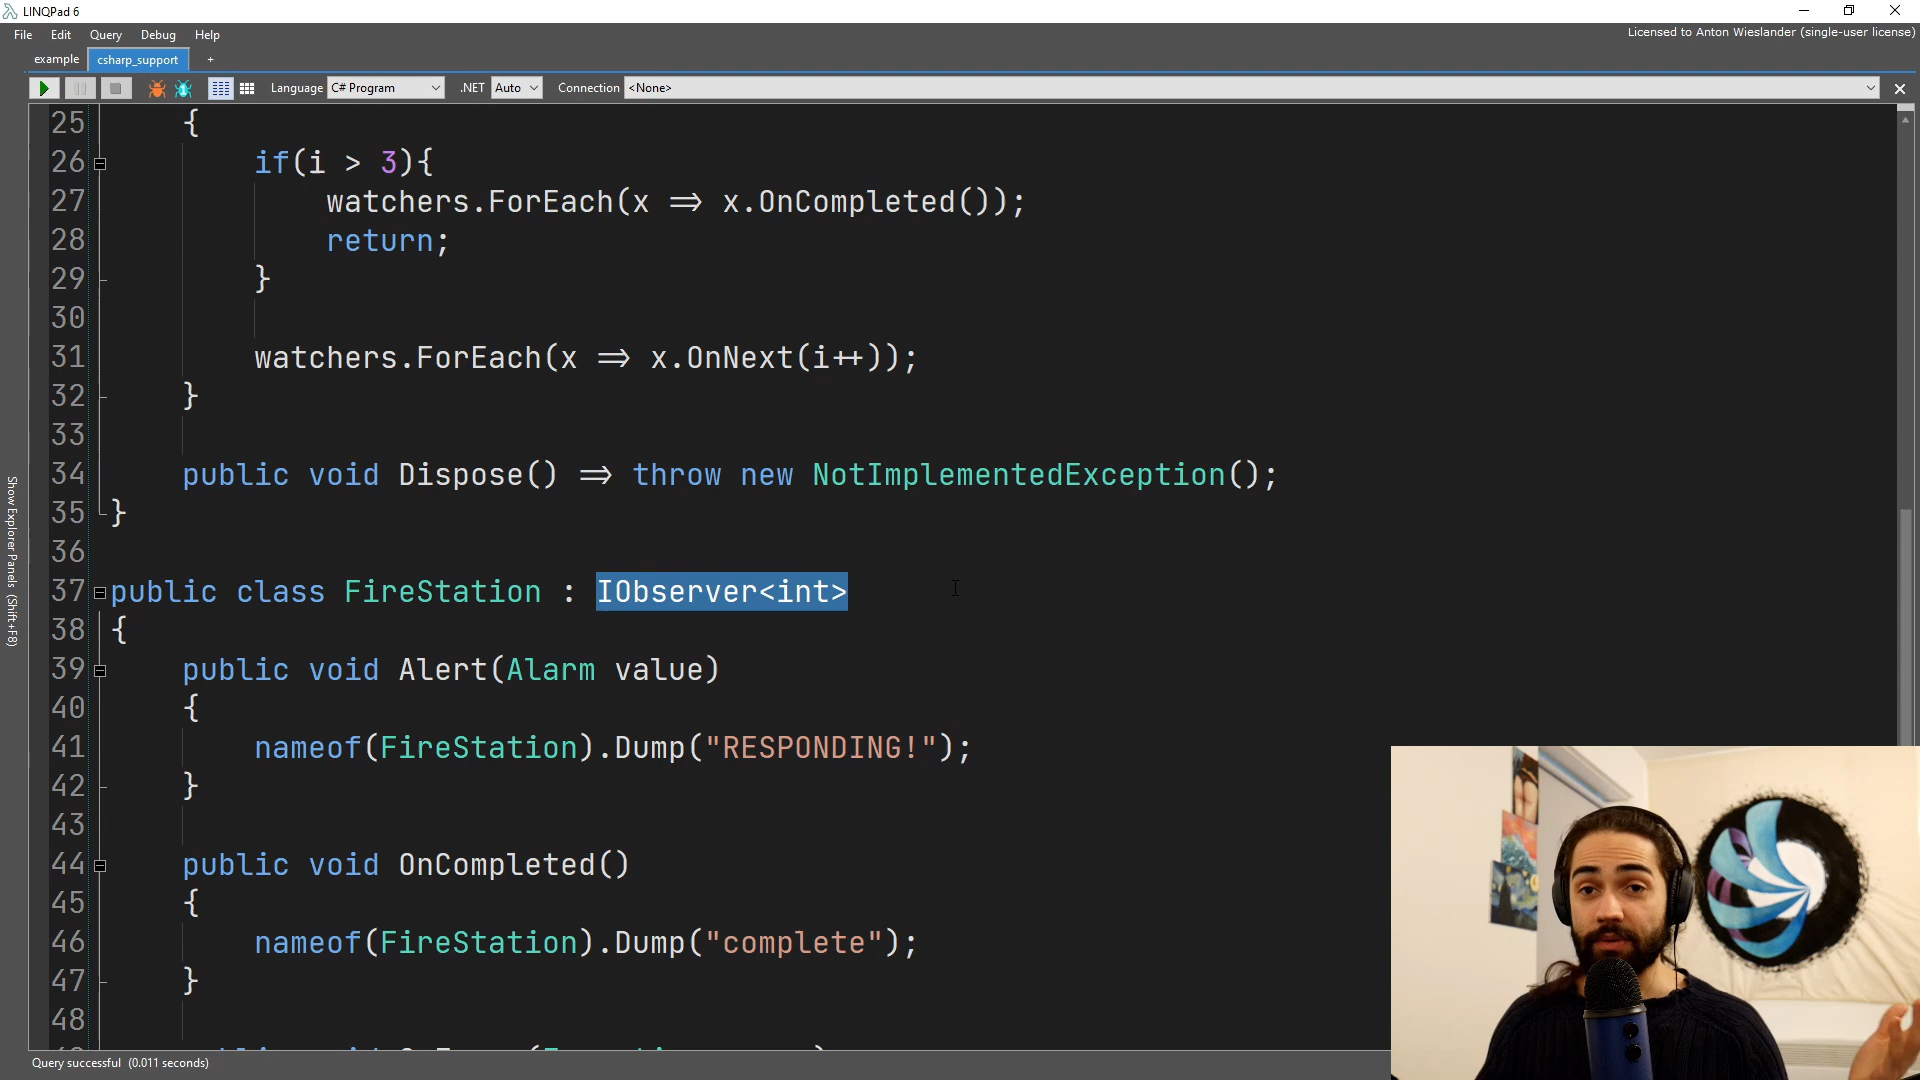 LINQPad 6
File Edit Query Debug Help
Licensed to Anton Wieslander (single-user license)
example csharp_support +
Language C# Program .NET Auto Connection <None>
Show Explorer Panels (Shift+F8)
25 {
26 if(i > 3){
27 watchers.ForEach(x => x.OnCompleted());
28 return;
29 }
30
31 watchers.ForEach(x => x.OnNext(i++));
32 }
33
34 public void Dispose() => throw new NotImplementedException();
35 }
36
37 public class FireStation : IObserver<int>
38 {
39 public void Alert(Alarm value)
40 {
41 nameof(FireStation).Dump("RESPONDING!");
42 }
43
44 public void OnCompleted()
45 {
46 nameof(FireStation).Dump("complete");
47 }
48
Query successful (0.011 seconds)